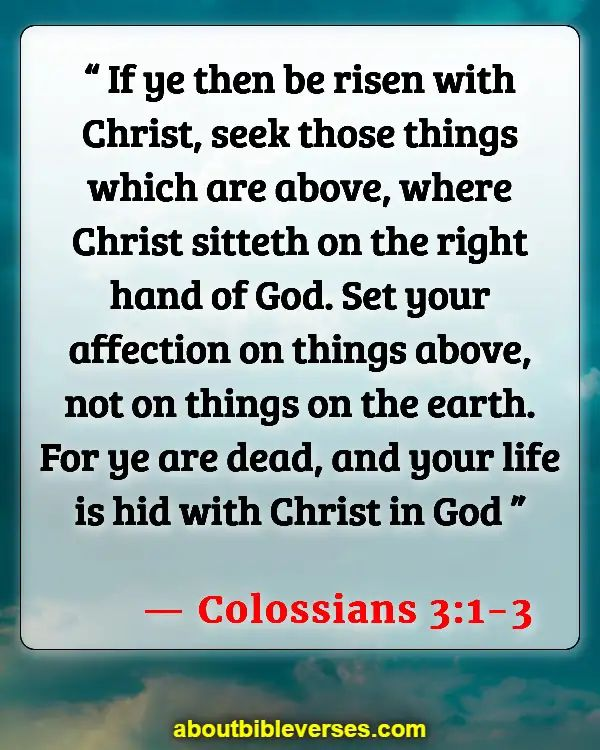 “ If ye then be risen with
Christ, seek those things
which are above, where
Christ sitteth on the right
hand of God. Set your
affection on things above,
not on things on the earth.
For ye are dead, and your life
is hid with Christ in God ”
— Colossians 3:1-3
aboutbibleverses.com